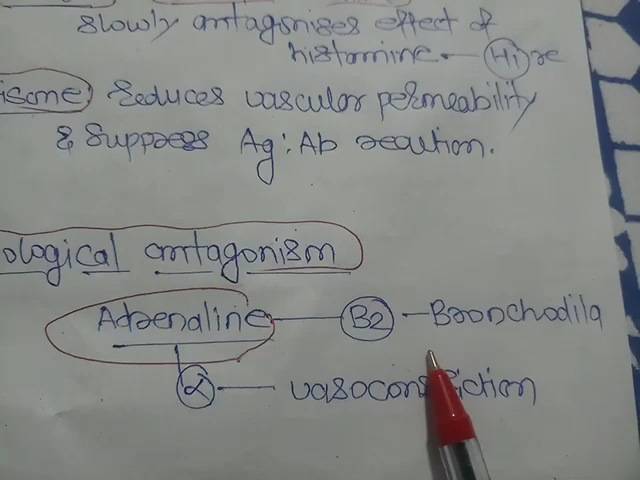 slowly antagonises effect of
histamine. — H1 re
isone) reduces vascular permeability
& suppress Ag:Ab reaction.
ological antagonism
Adrenaline — B2 — Bronchodila
α — vasoconstriction